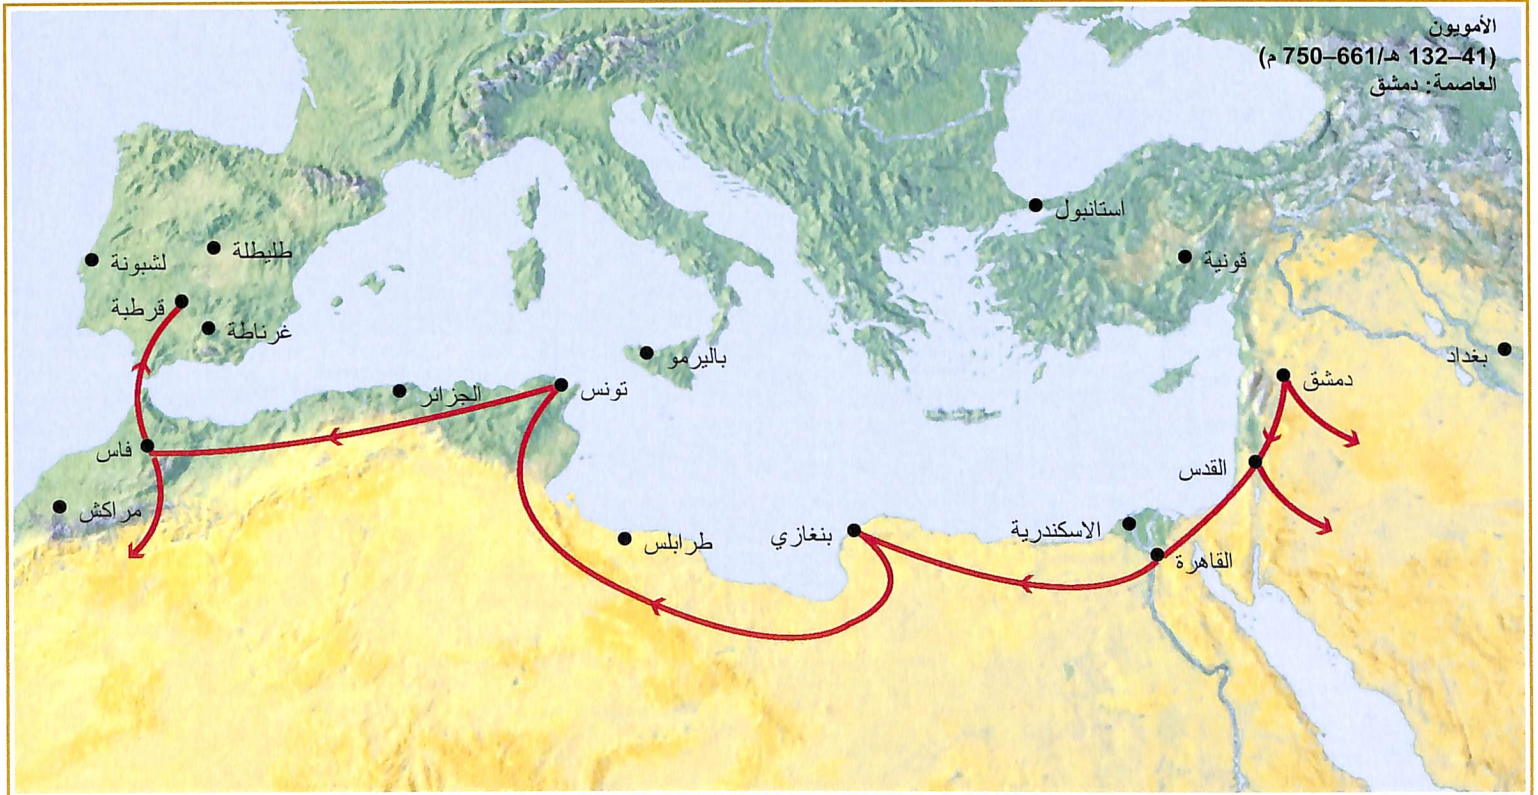 الأمويون
(41–132 هـ/661–750 م)
العاصمة: دمشق
استانبول
قونية
طليطلة
لشبونة
قرطبة
غرناطة
باليرمو
بغداد
دمشق
تونس
الجزائر
فاس
القدس
مراكش
الاسكندرية
بنغازي
طرابلس
القاهرة